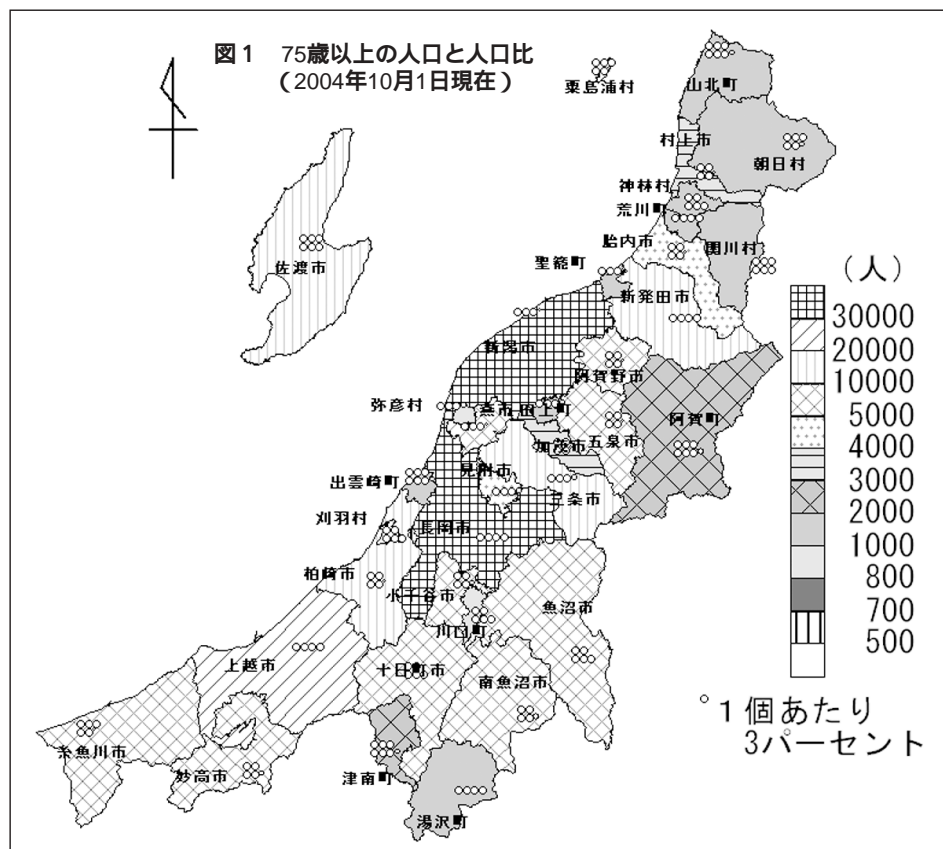 図１ 75歳以上の人口と人口比
（2004年10月1日現在）
粟島浦村
山北町
村上市
朝日村
神林村
荒川町
胎内市
関川村
聖籠町
新発田市
佐渡市
新潟市
阿賀野市
弥彦村
燕市
田上町
阿賀町
加茂市
五泉市
見附市
三条市
出雲崎町
刈羽村
長岡市
柏崎市
小千谷市
魚沼市
川口町
上越市
十日町市
南魚沼市
糸魚川市
妙高市
津南町
湯沢町
（人）
30000
20000
10000
5000
4000
3000
2000
1000
800
700
500
１個あたり
3パーセント